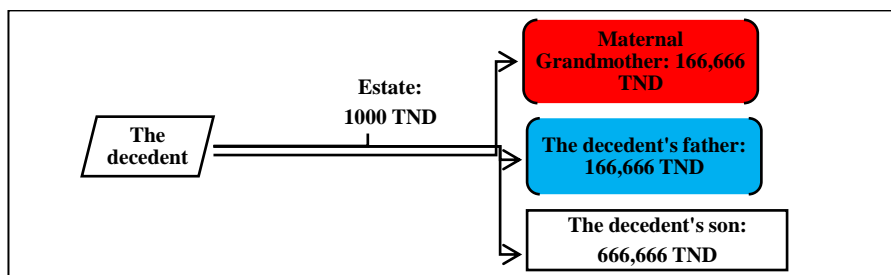 Maternal
Grandmother: 166,666
TND
Estate:
1000 TND
The
decedent
The decedent's father:
166,666 TND
The decedent's son:
666,666 TND